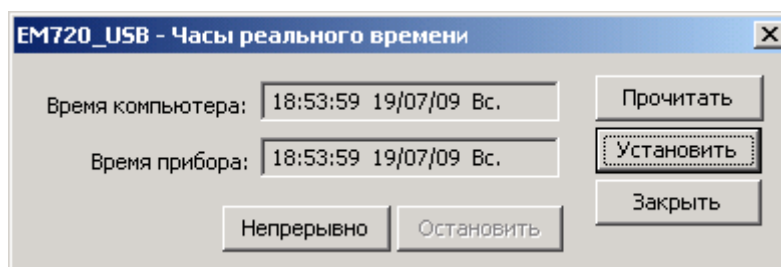 EM720_USB - Часы реального времени
Время компьютера: 18:53:59 19/07/09 Вс. Прочитать
Время прибора: 18:53:59 19/07/09 Вс. Установить
Закрыть
Непрерывно Остановить